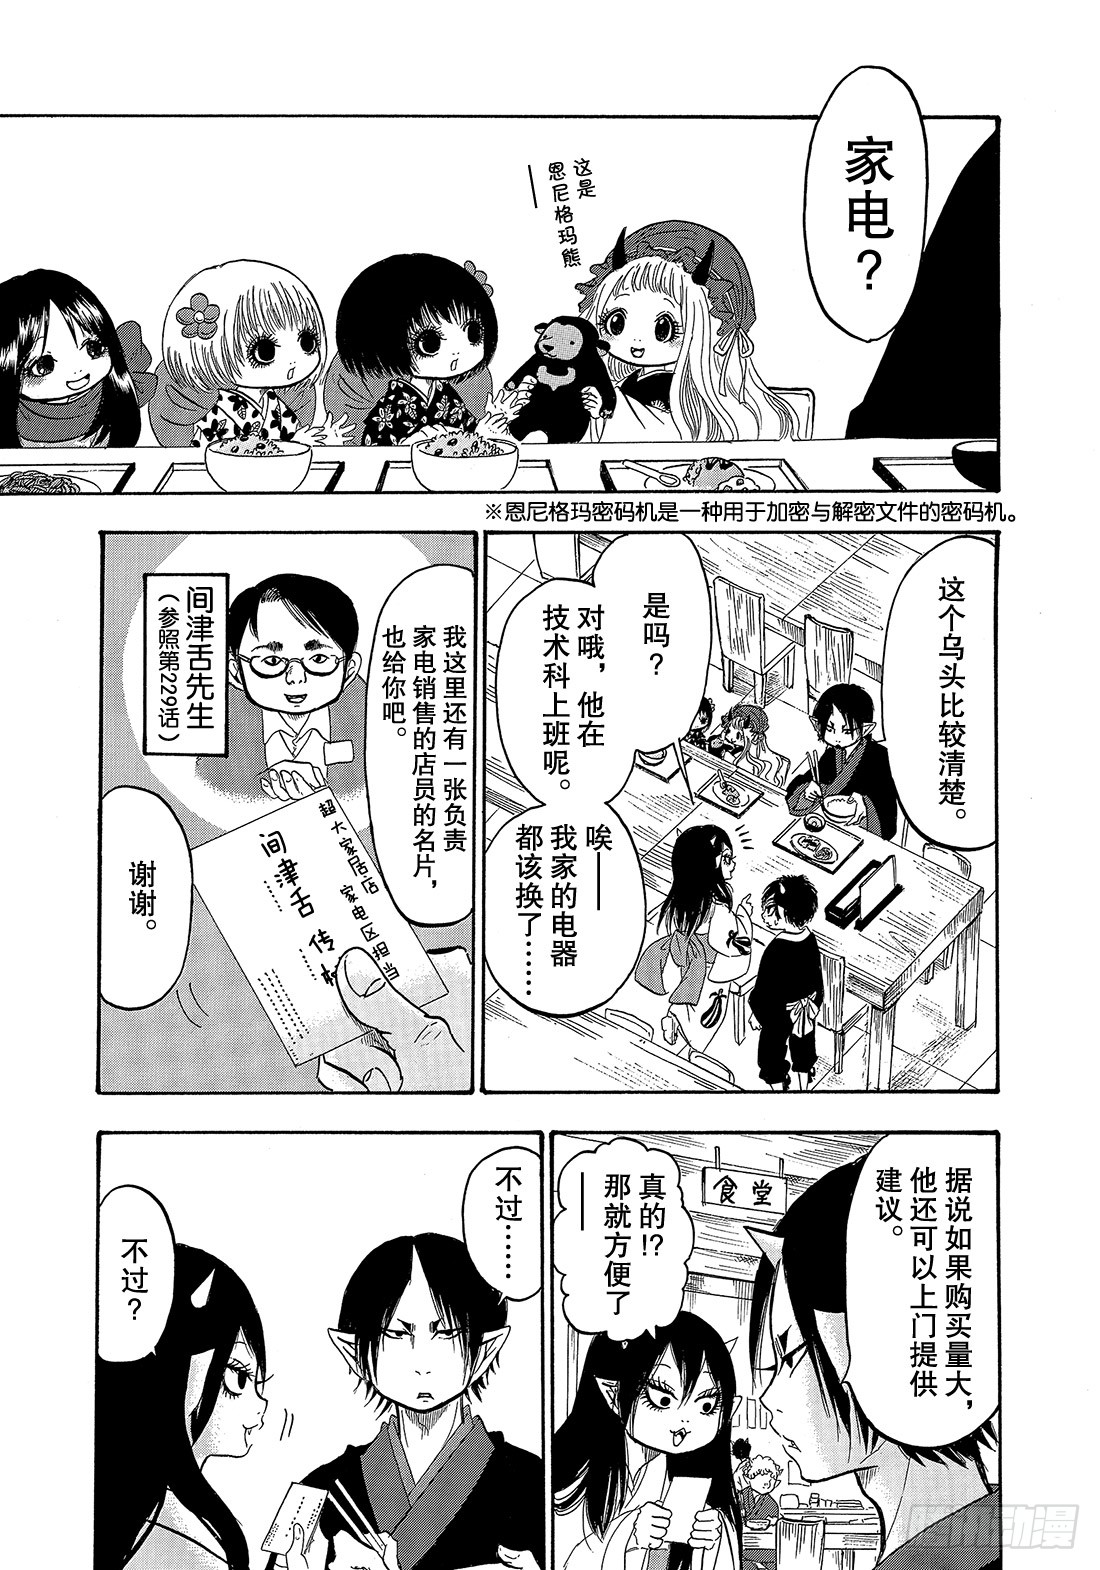 家电？
这是
恩尼格玛熊
——
※恩尼格玛密码机是一种用于加密与解密文件的密码机。
这个乌头比较清楚。
是吗？
对哦，他在
技术科上班呢。
唉——
我家的电器
都该换了……
我这里还有一张负责
家电销售的店员的名片，
也给你吧。
间津舌先生
（参照第229话）
超大家居店
家电区担当
间津舌
传
谢谢。
据说如果购买量大，
他还可以上门提供
建议。
食堂
真的!?
那就方便了
——
不过……
不过？